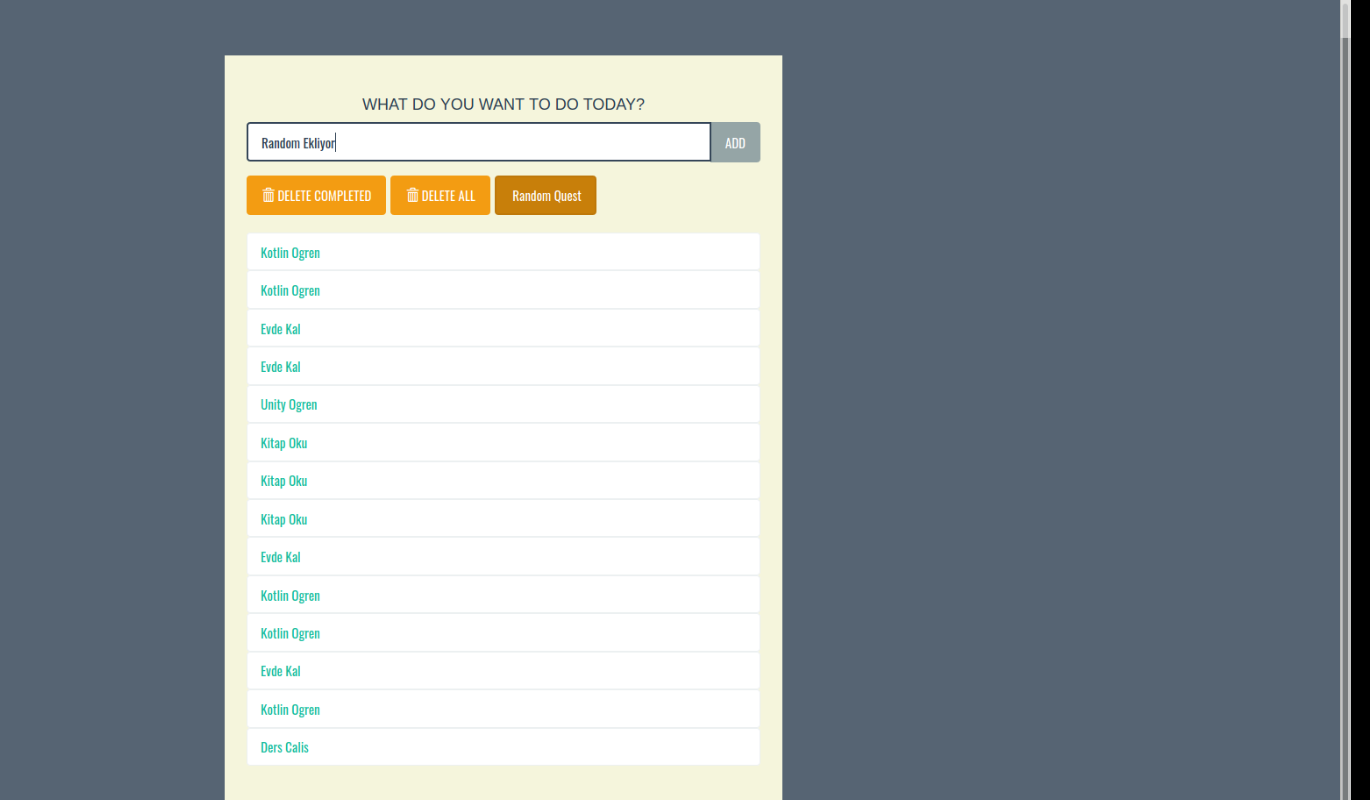 WHAT DO YOU WANT TO DO TODAY?
Random Ekliyor ADD
DELETE COMPLETED DELETE ALL Random Quest
Kotlin Ogren
Kotlin Ogren
Evde Kal
Evde Kal
Unity Ogren
Kitap Oku
Kitap Oku
Kitap Oku
Evde Kal
Kotlin Ogren
Kotlin Ogren
Evde Kal
Kotlin Ogren
Ders Calis